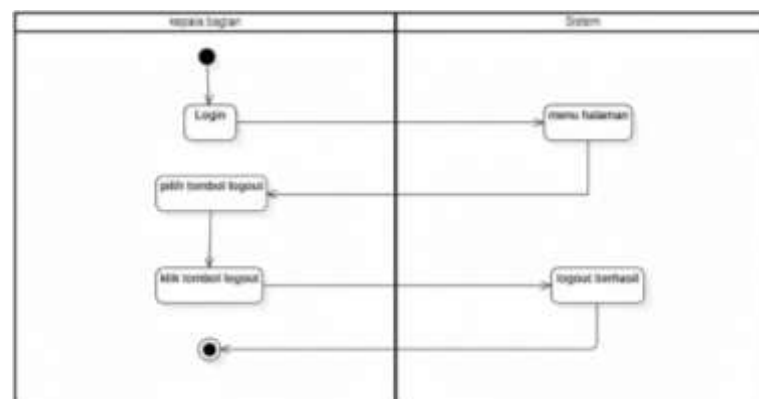 kepala bagian
Sistem
Login
menu halaman
pilih tombol logout
klik tombol logout
logout berhasil